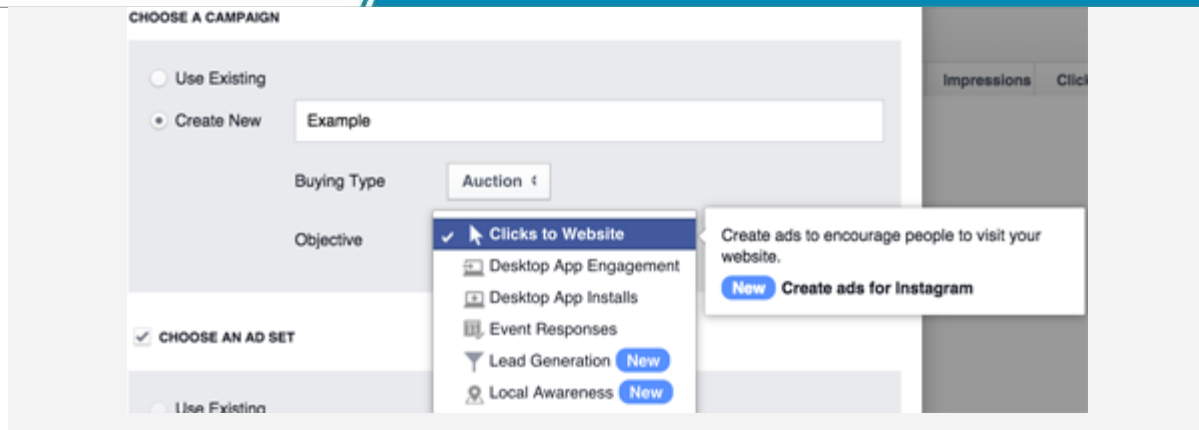 CHOOSE A CAMPAIGN
Use Existing
Create New Example
Impressions
Buying Type Auction
Objective
Clicks to Website
Desktop App Engagement
Desktop App Installs
Event Responses
Lead Generation New
Local Awareness New
Create ads to encourage people to visit your
website.
New Create ads for Instagram
CHOOSE AN AD SET
Use Existing